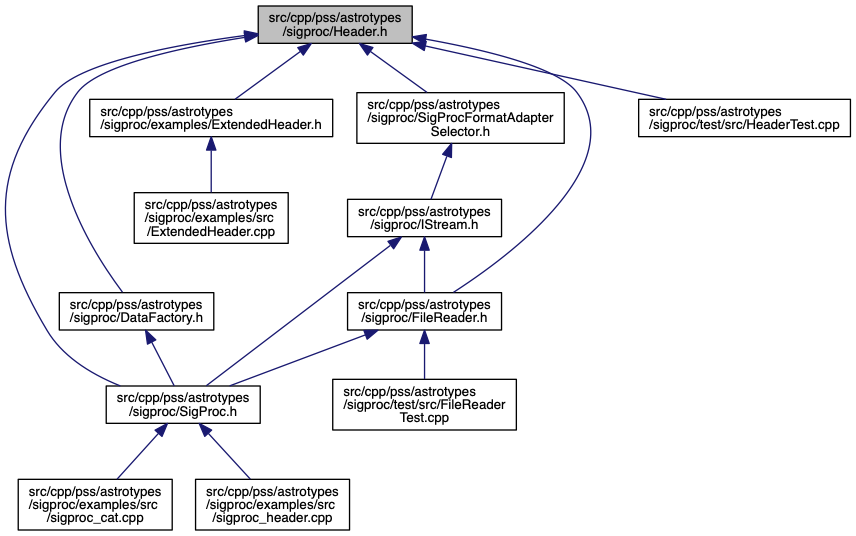 src/cpp/pss/astrotypes
/sigproc/Header.h
src/cpp/pss/astrotypes
/sigproc/examples/ExtendedHeader.h
src/cpp/pss/astrotypes
/sigproc/SigProcFormatAdapter
Selector.h
src/cpp/pss/astrotypes
/sigproc/test/src/HeaderTest.cpp
src/cpp/pss/astrotypes
/sigproc/examples/src
/ExtendedHeader.cpp
src/cpp/pss/astrotypes
/sigproc/IStream.h
src/cpp/pss/astrotypes
/sigproc/DataFactory.h
src/cpp/pss/astrotypes
/sigproc/FileReader.h
src/cpp/pss/astrotypes
/sigproc/SigProc.h
src/cpp/pss/astrotypes
/sigproc/test/src/FileReader
Test.cpp
src/cpp/pss/astrotypes
/sigproc/examples/src
/sigproc_cat.cpp
src/cpp/pss/astrotypes
/sigproc/examples/src
/sigproc_header.cpp